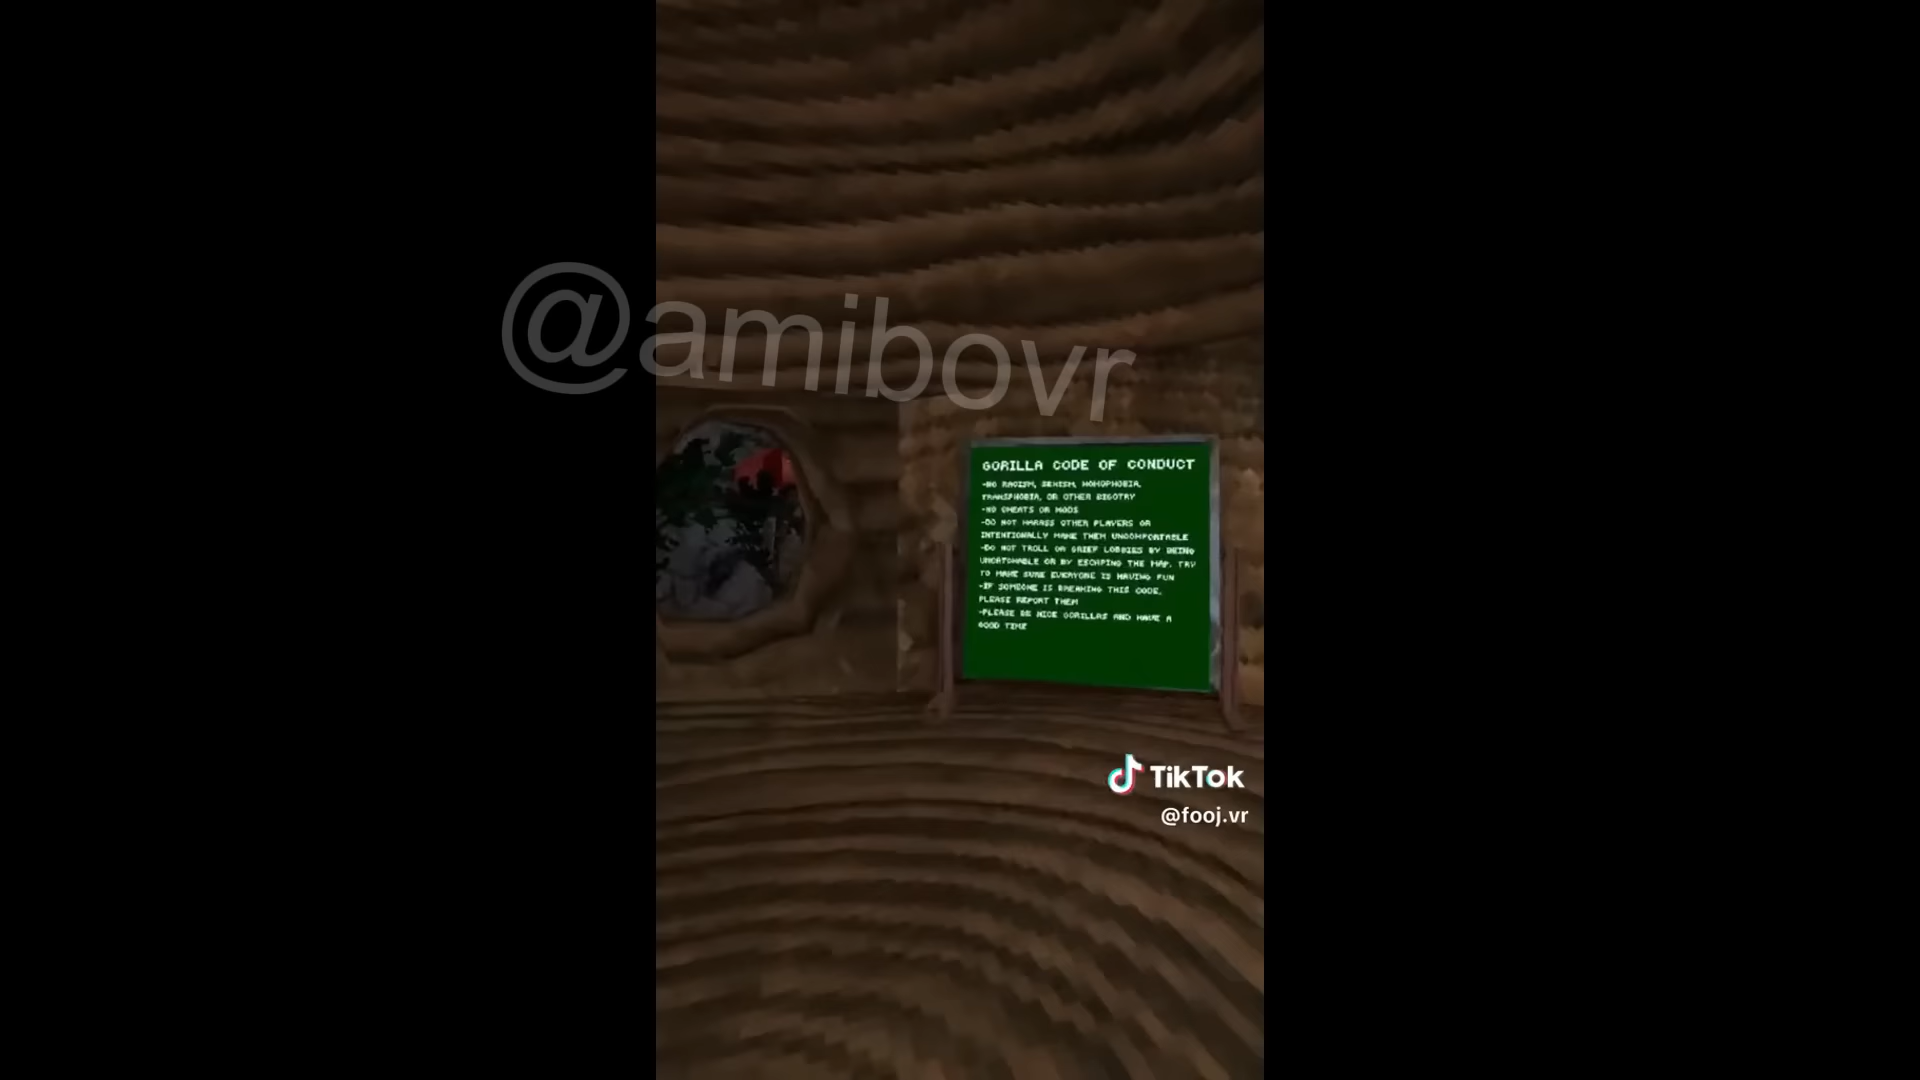 @amibovr
GORILLA CODE OF CONDUCT
-NO RACISM, SEXISM, HOMOPHOBIA,
TRANSPHOBIA, OR OTHER BIGOTRY
-NO CHEATS OR MODS
-DO NOT HARASS OTHER PLAYERS OR
INTENTIONALLY MAKE THEM UNCOMFORTABLE
-DO NOT TROLL OR GRIEF LOBBIES BY BEING
UNCATCHABLE OR BY ESCAPING THE MAP. TRY
TO MAKE SURE EVERYONE IS HAVING FUN
-IF SOMEONE IS BREAKING THIS CODE,
PLEASE REPORT THEM
-PLEASE BE NICE GORILLAS AND HAVE A
GOOD TIME
TikTok
@fooj.vr